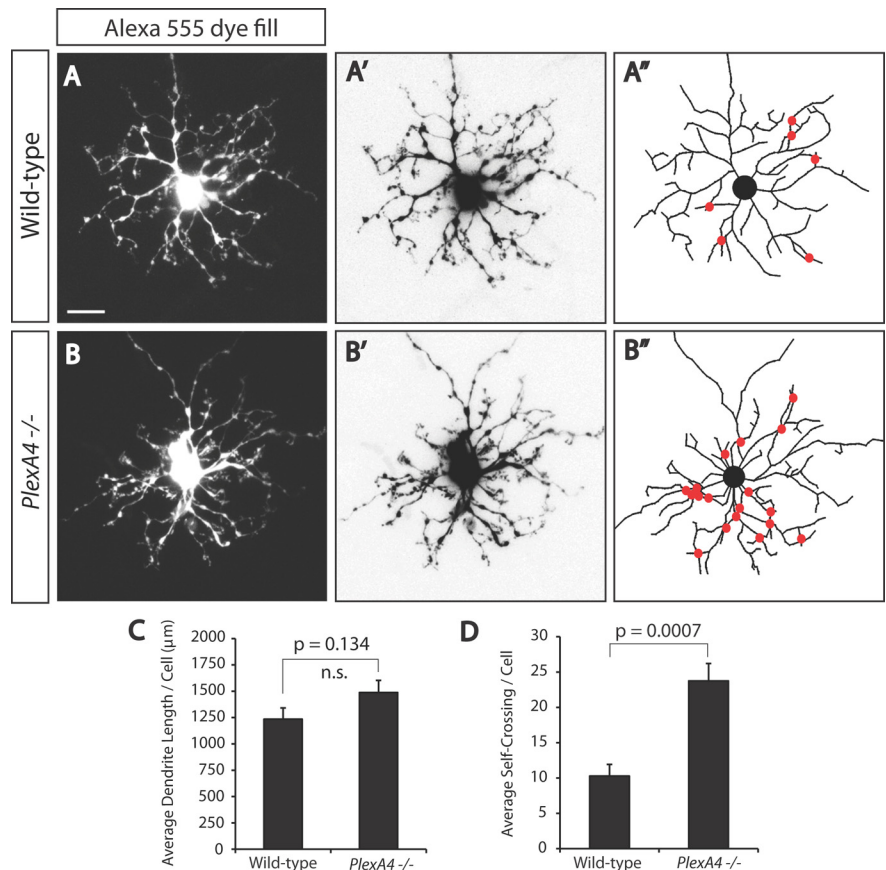 Alexa 555 dye fill
Wild-type
A
A′
A″
PlexA4 -/-
B
B′
B″
C
Average Dendrite Length / Cell (µm)
2000
1750
1500
1250
1000
750
500
250
0
p = 0.134
n.s.
Wild-type
PlexA4 -/-
D
Average Self-Crossing / Cell
30
25
20
15
10
5
0
p = 0.0007
Wild-type
PlexA4 -/-